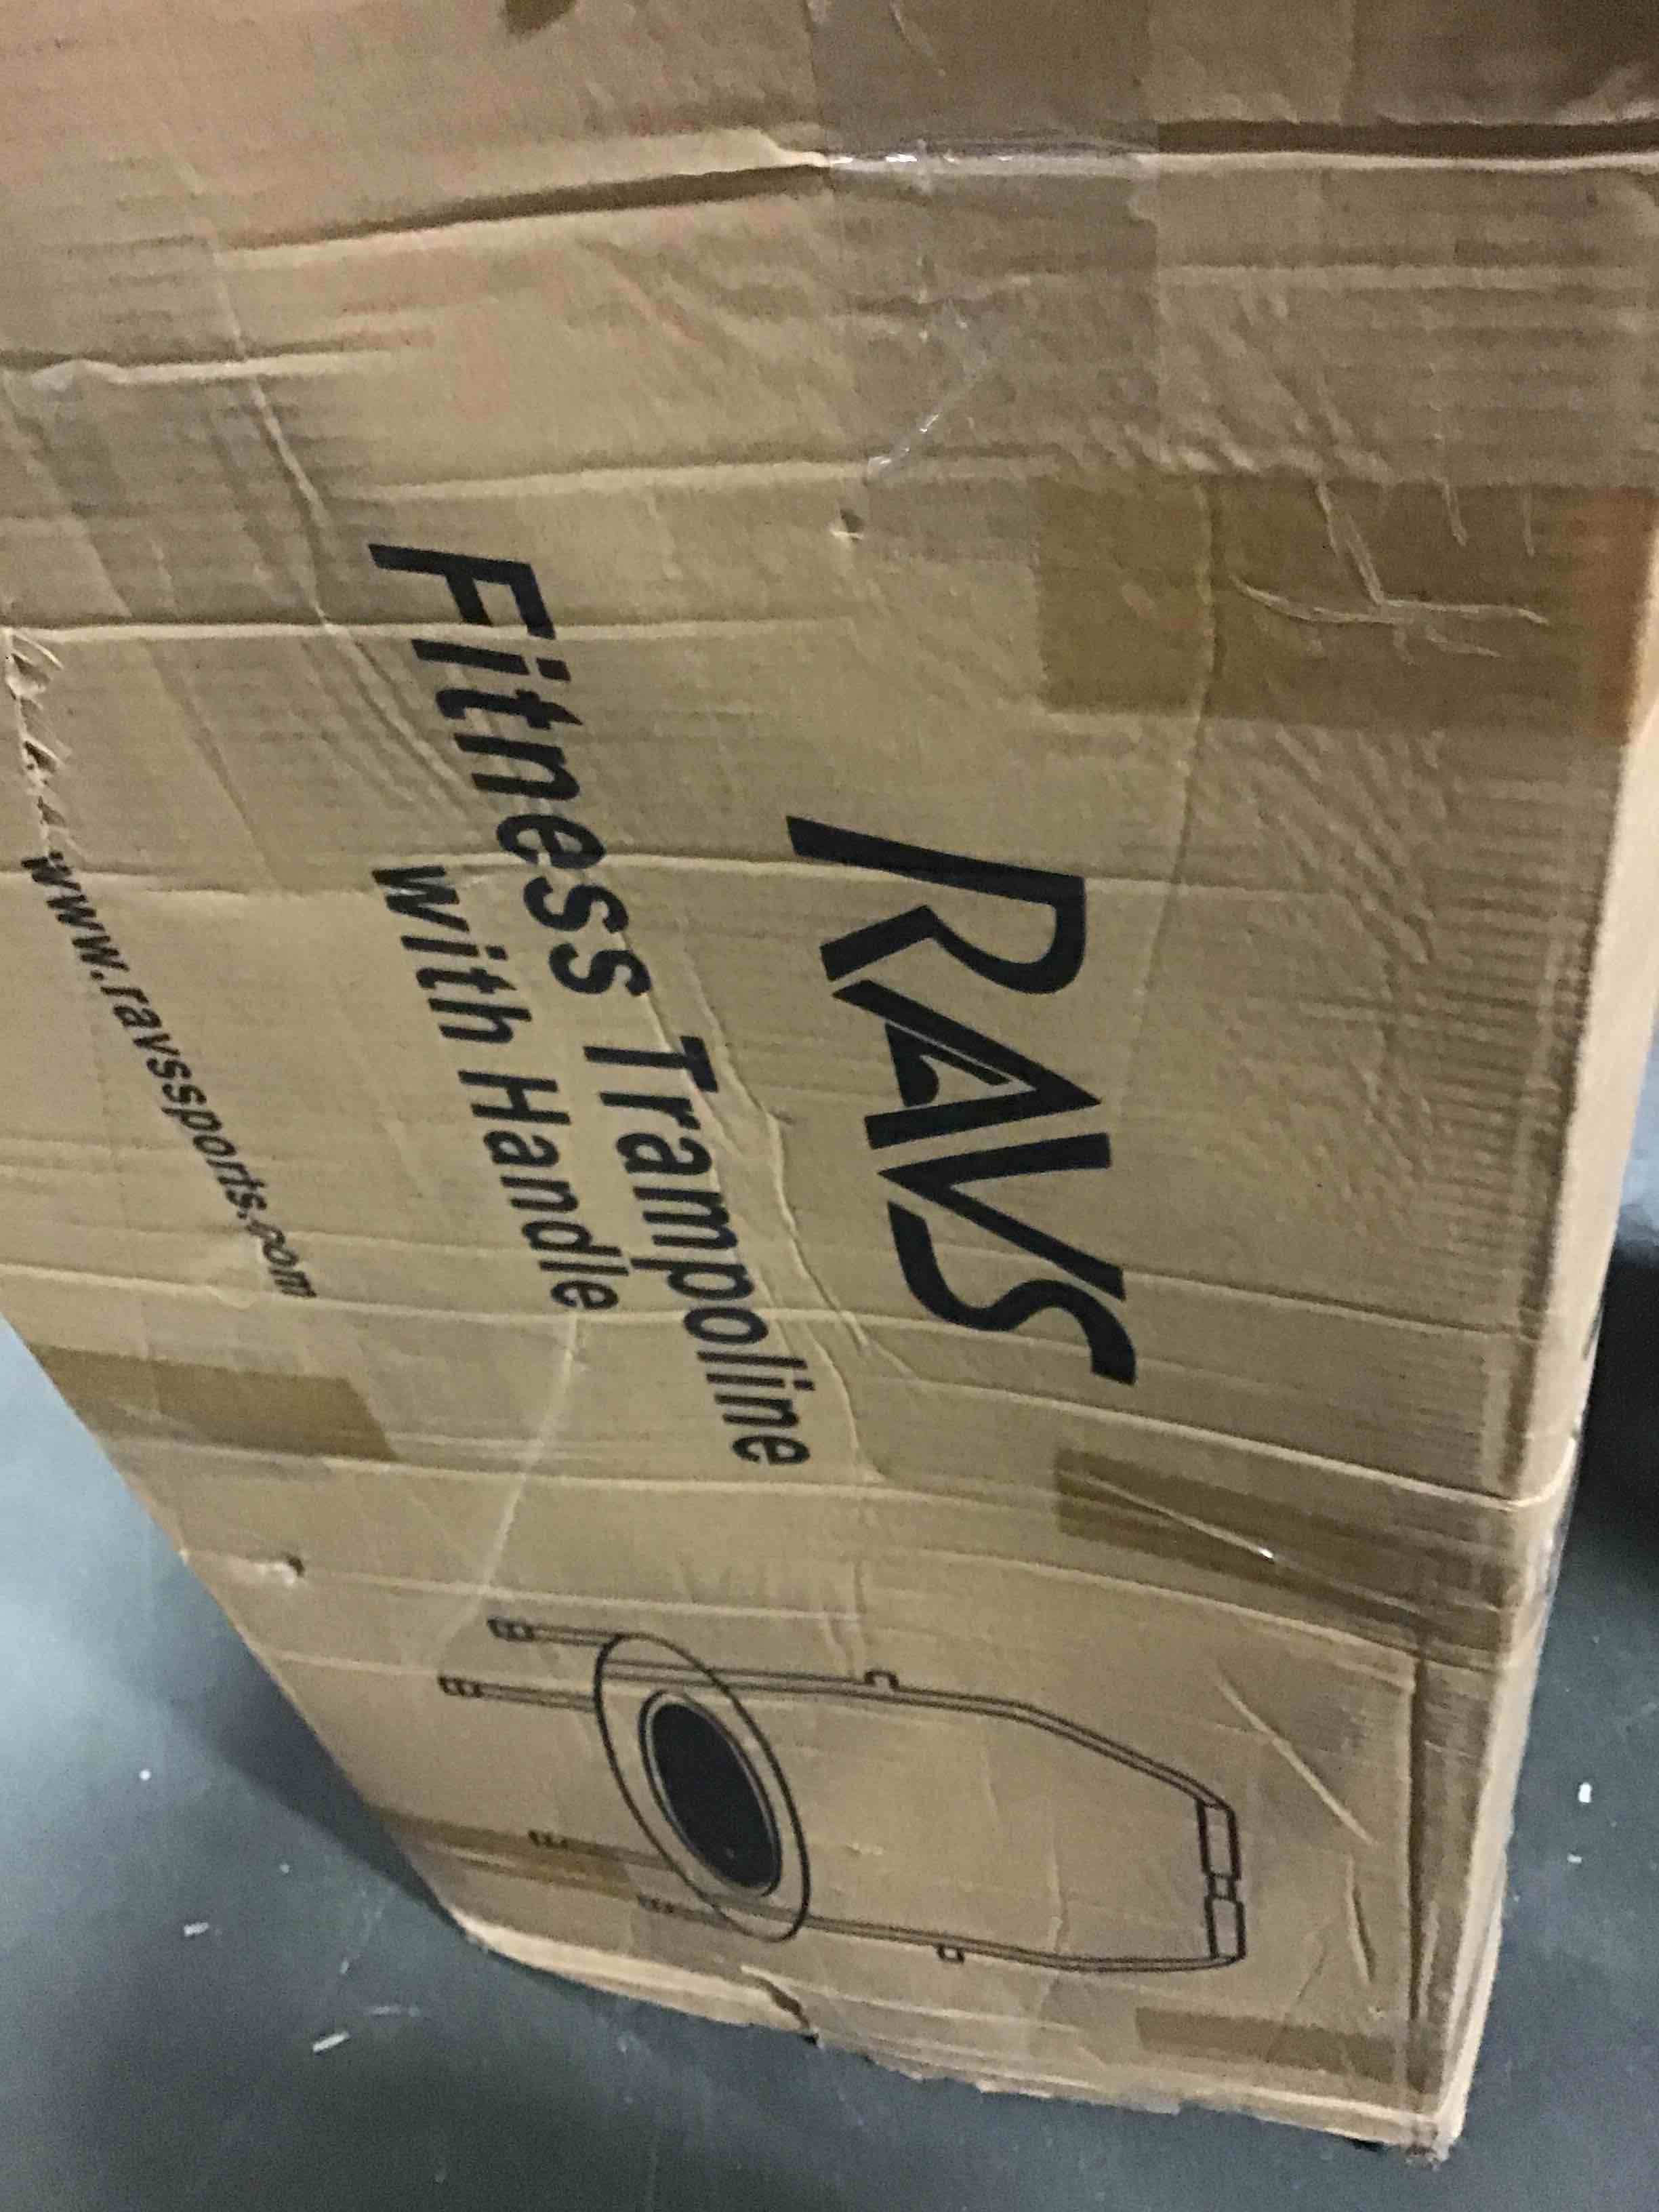 RAVS
Fitness Trampoline
with Handle
www.ravssports.com